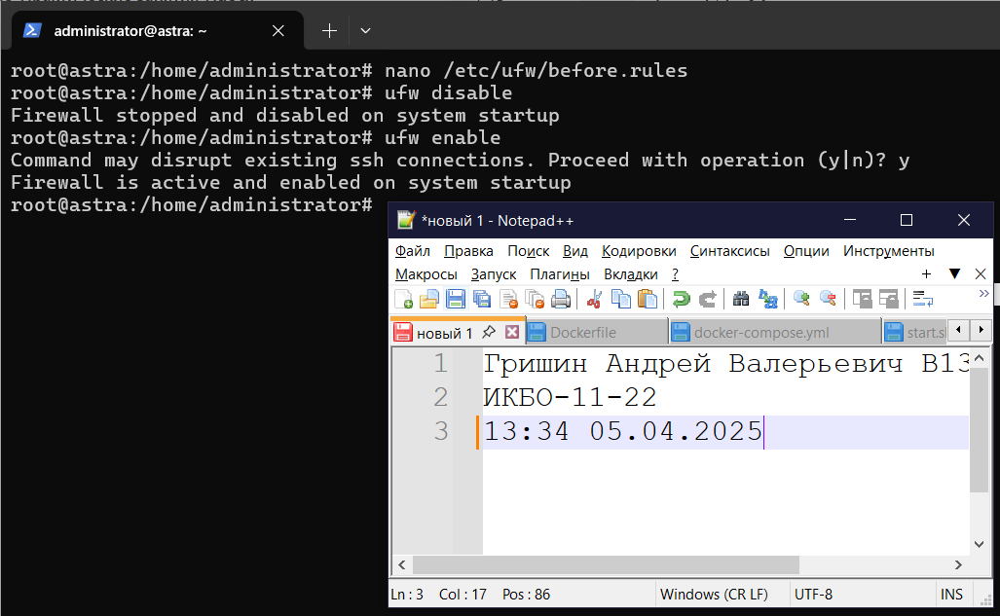 administrator@astra: ~
root@astra:/home/administrator# nano /etc/ufw/before.rules
root@astra:/home/administrator# ufw disable
Firewall stopped and disabled on system startup
root@astra:/home/administrator# ufw enable
Command may disrupt existing ssh connections. Proceed with operation (y|n)? y
Firewall is active and enabled on system startup
root@astra:/home/administrator#
*новый 1 - Notepad++
Файл Правка Поиск Вид Кодировки Синтаксисы Опции Инструменты
Макросы Запуск Плагины Вкладки ?
новый 1 Dockerfile docker-compose.yml start.s
1 Гришин Андрей Валерьевич В13
2 ИКБО-11-22
3 13:34 05.04.2025
Ln : 3 Col : 17 Pos : 86 Windows (CR LF) UTF-8 INS